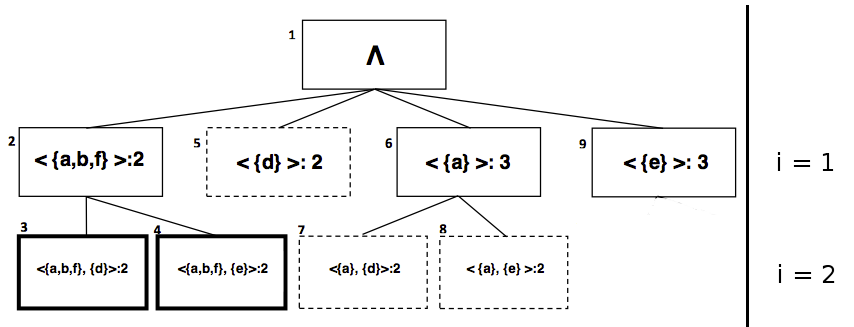 1
Λ
2
< {a,b,f} >:2
5
< {d} >: 2
6
< {a} >: 3
9
< {e} >: 3
i = 1
3
<{a,b,f}, {d}>:2
4
<{a,b,f}, {e}>:2
7
<{a}, {d}>:2
8
< {a}, {e} >:2
i = 2